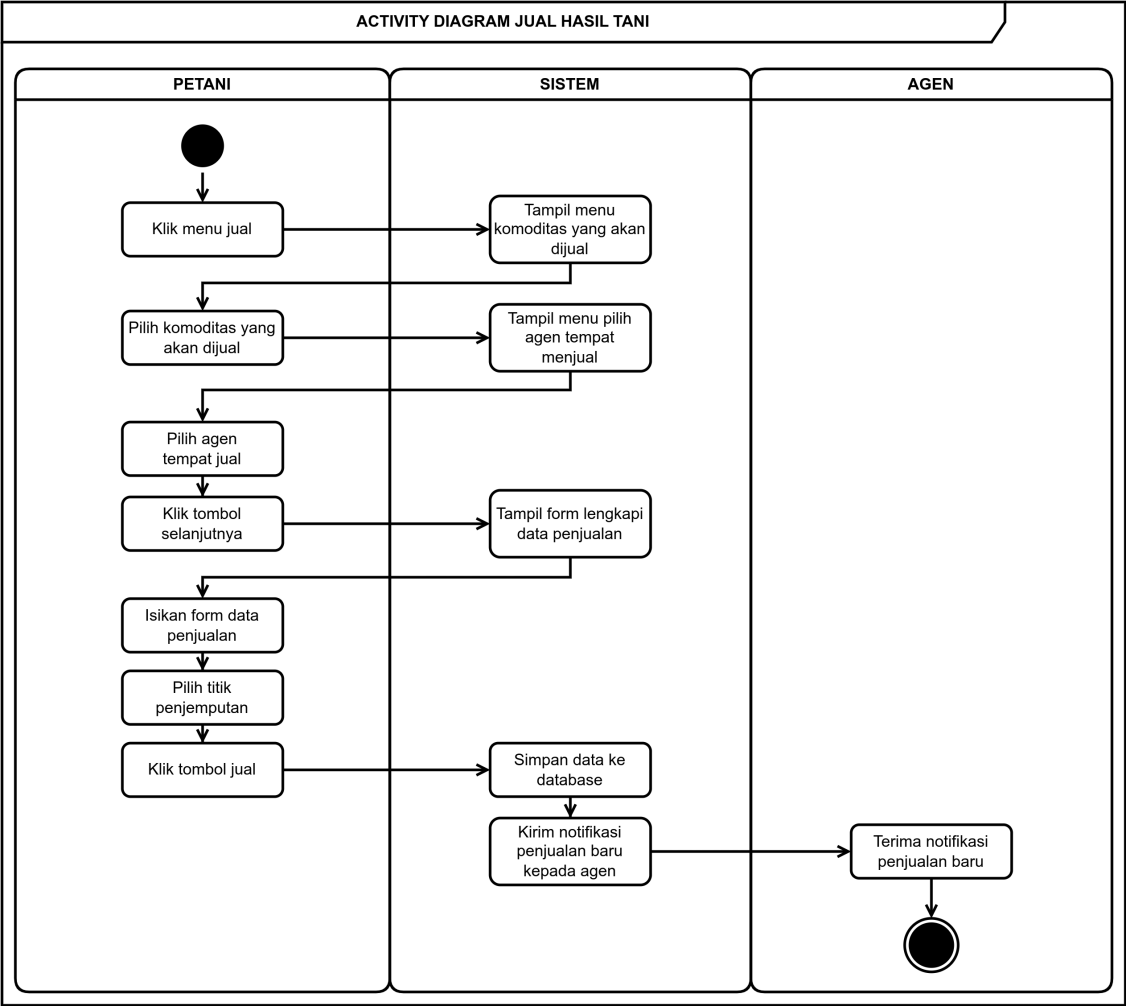 ACTIVITY DIAGRAM JUAL HASIL TANI
PETANI
SISTEM
AGEN
Klik menu jual
Tampil menu
komoditas yang akan
dijual
Pilih komoditas yang
akan dijual
Tampil menu pilih
agen tempat
menjual
Pilih agen
tempat jual
Klik tombol
selanjutnya
Tampil form lengkapi
data penjualan
Isikan form data
penjualan
Pilih titik
penjemputan
Klik tombol jual
Simpan data ke
database
Kirim notifikasi
penjualan baru
kepada agen
Terima notifikasi
penjualan baru